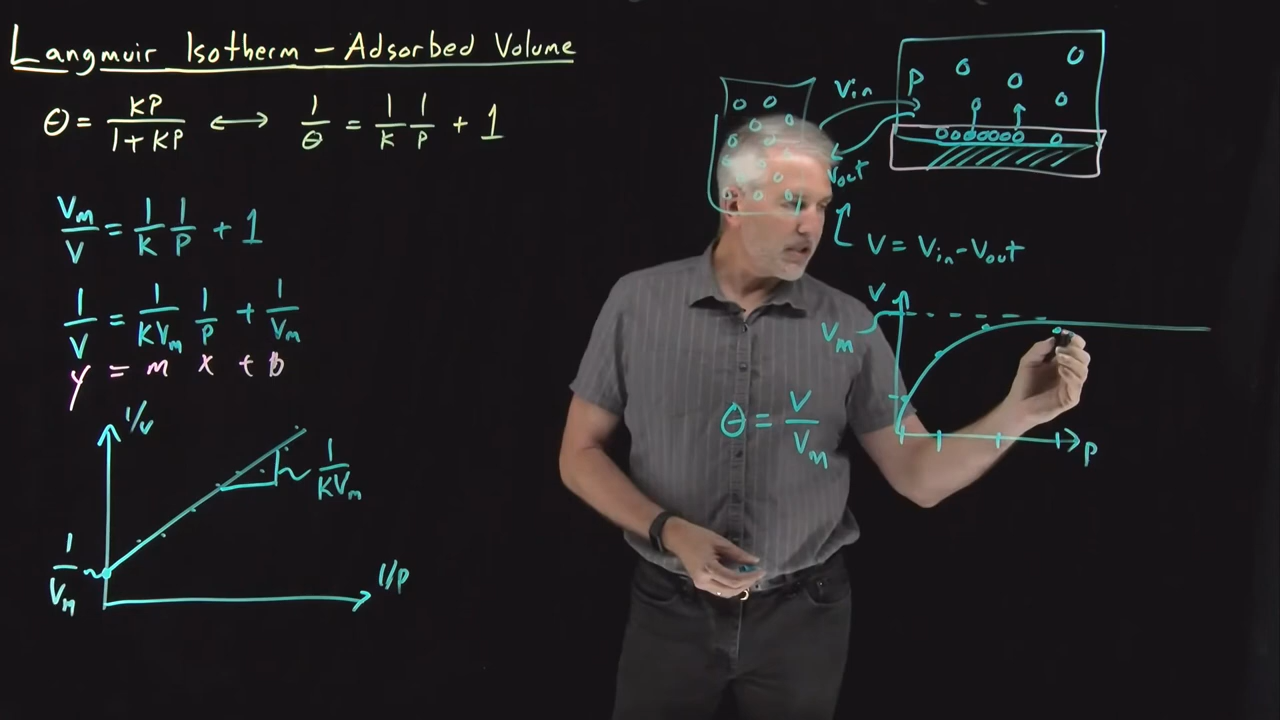 Langmuir Isotherm - Adsorbed Volume
θ = KP/(1+KP) ⟷ 1/θ = 1/K 1/P + 1
Vm/V = 1/K 1/P + 1
1/V = 1/KVm 1/P + 1/Vm
y = m x + b
1/V
1/KVm
1/Vm
1/P
Vin
P
Vout
V = Vin - Vout
V
Vm
P
θ = V/Vm